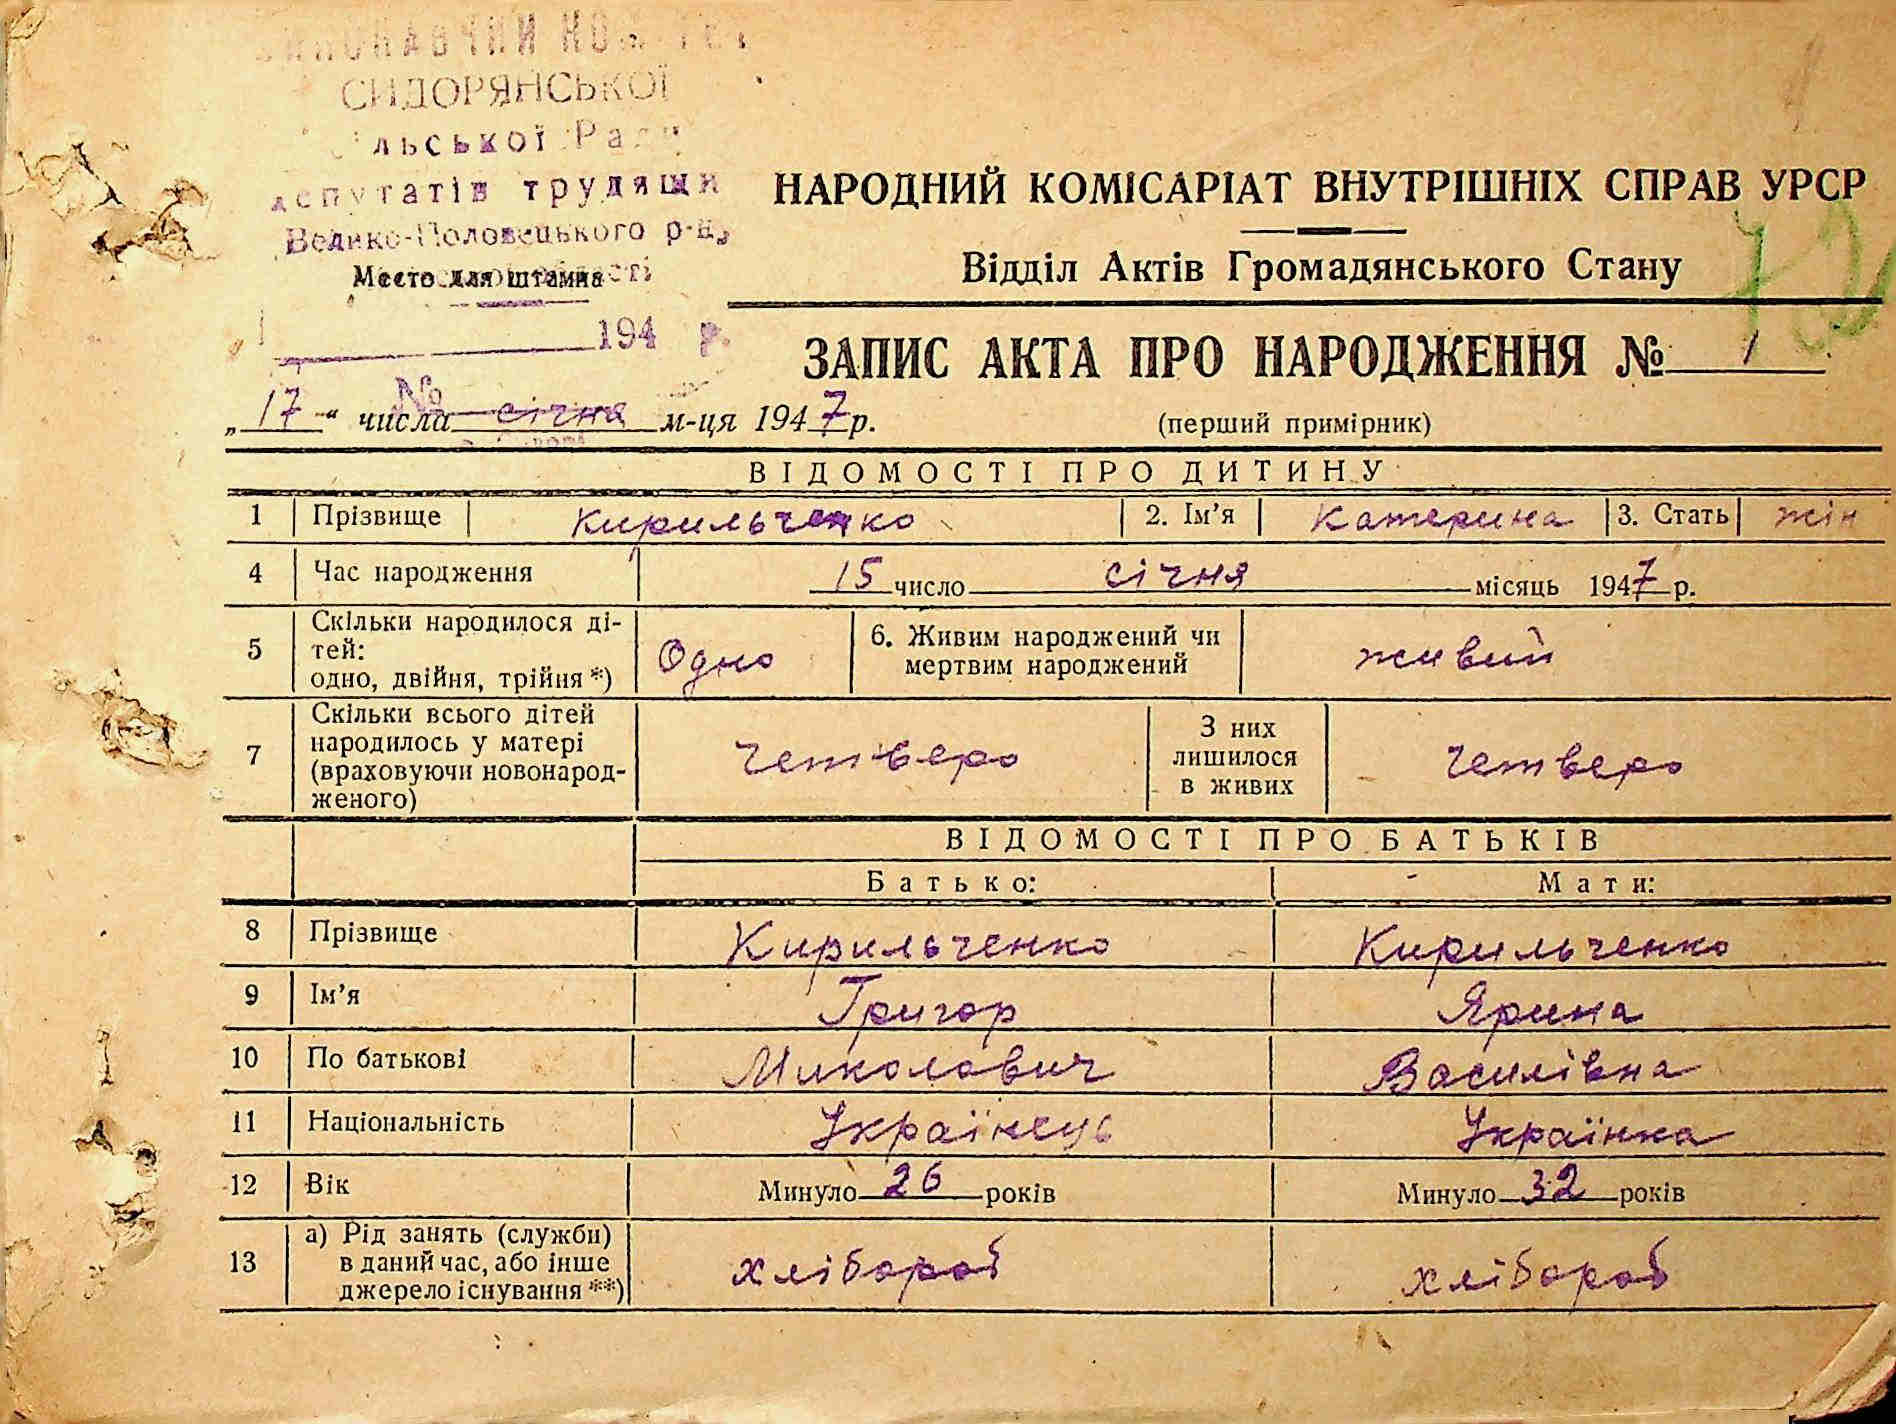 СИДОРЯНСЬКОЇ
льської Ради
депутатів трудящи
Велико-Половецького р-н,
Место для штампа
194 р.
№
НАРОДНИЙ КОМІСАРІАТ ВНУТРІШНІХ СПРАВ УРСР
Відділ Актів Громадянського Стану
ЗАПИС АКТА ПРО НАРОДЖЕННЯ № 1
„17“ числа січня м-ця 1947 р.
(перший примірник)
ВІДОМОСТІ ПРО ДИТИНУ
1 Прізвище Кирильченко 2. Ім’я Катерина 3. Стать жін
4 Час народження 15 число січня місяць 1947 р.
5 Скільки народилося ді-
тей:
одно, двійня, трійня *)
Одно
6. Живим народжений чи
мертвим народжений
живий
7 Скільки всього дітей
народилось у матері
(враховуючи новонарод-
женого)
четверо
З них
лишилося
в живих
четверо
ВІДОМОСТІ ПРО БАТЬКІВ
Батько: Мати:
8 Прізвище Кирильченко Кирильченко
9 Ім’я Григор Ярина
10 По батькові Миколович Василівна
11 Національність Українець Українка
12 Вік Минуло 26 років Минуло 32 років
13 а) Рід занять (служби)
в даний час, або інше
джерело існування **)
хлібороб хлібороб